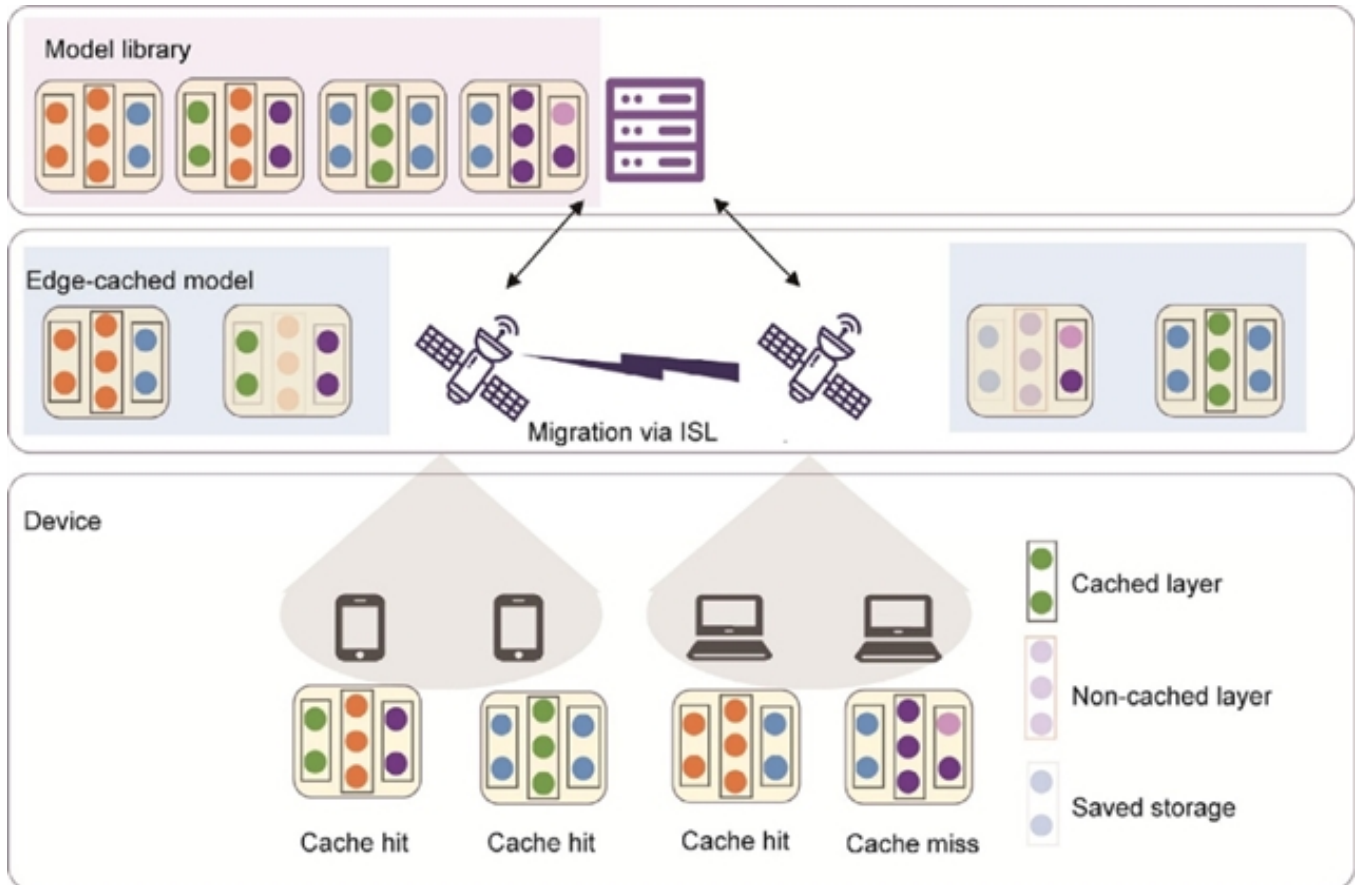 Model library
Edge-cached model
Migration via ISL
Device
Cached layer
Non-cached layer
Saved storage
Cache hit
Cache hit
Cache hit
Cache miss